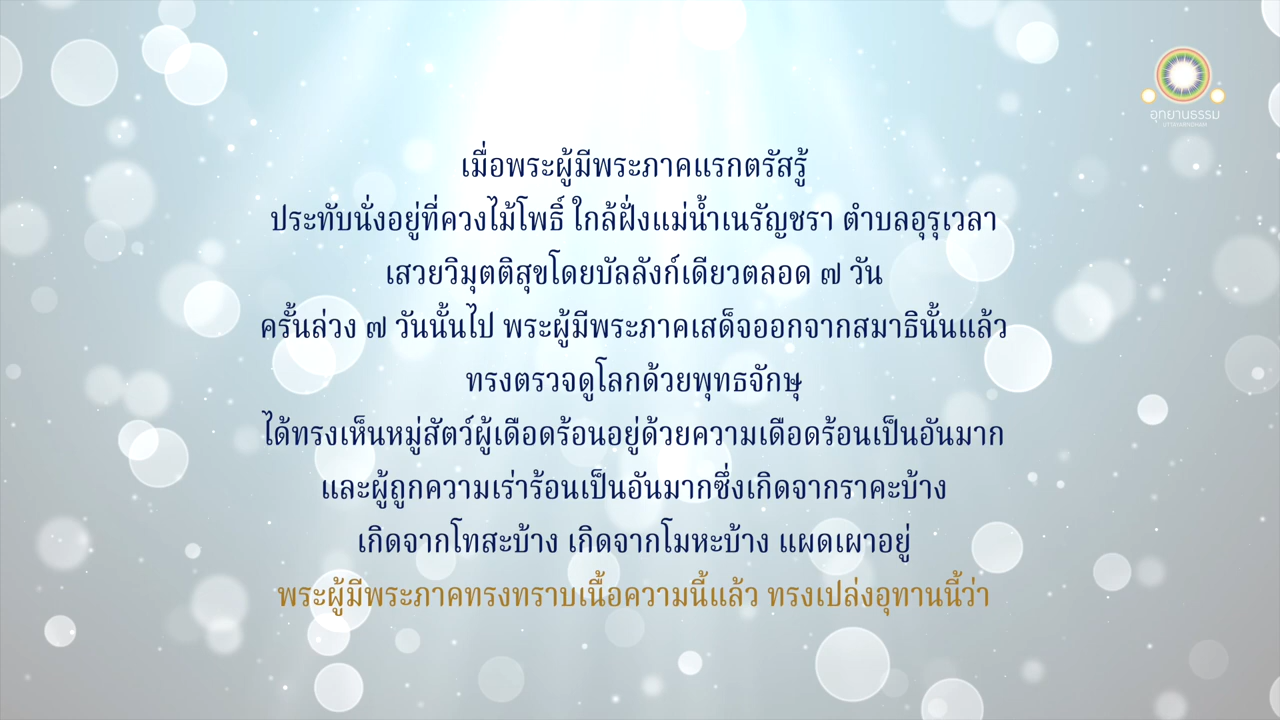 อุทยานธรรม
UTTAYARNDHAM
เมื่อพระผู้มีพระภาคแรกตรัสรู้
ประทับนั่งอยู่ที่ควงไม้โพธิ์ ใกล้ฝั่งแม่น้ำเนรัญชรา ตำบลอุรุเวลา
เสวยวิมุตติสุขโดยบัลลังก์เดียวตลอด ๗ วัน
ครั้นล่วง ๗ วันนั้นไป พระผู้มีพระภาคเสด็จออกจากสมาธินั้นแล้ว
ทรงตรวจดูโลกด้วยพุทธจักษุ
ได้ทรงเห็นหมู่สัตว์ผู้เดือดร้อนอยู่ด้วยความเดือดร้อนเป็นอันมาก
และผู้ถูกความเร่าร้อนเป็นอันมากซึ่งเกิดจากราคะบ้าง
เกิดจากโทสะบ้าง เกิดจากโมหะบ้าง แผดเผาอยู่
พระผู้มีพระภาคทรงทราบเนื้อความนี้แล้ว ทรงเปล่งอุทานนี้ว่า